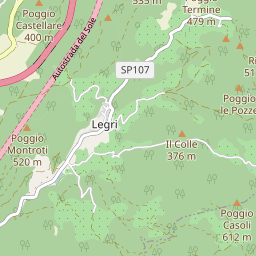 Poggio
Castellare
400 m
Autostrada del Sole
Poggio
Termine
479 m
SP107
Poggio
le Pozze
Legri
Il Colle
376 m
Poggio
Montroti
520 m
Poggio
Casoli
612 m